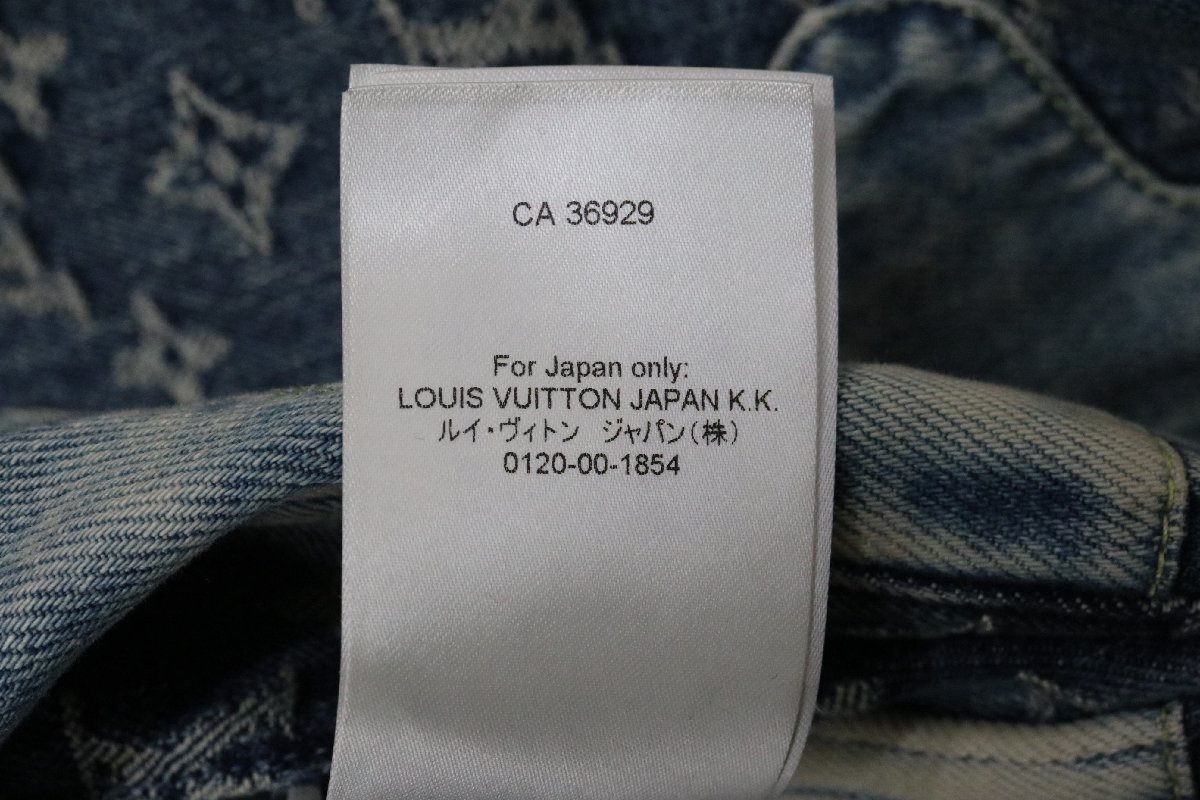 CA 36929
For Japan only:
LOUIS VUITTON JAPAN K.K.
ルイ・ヴィトン　ジャパン(株)
0120-00-1854